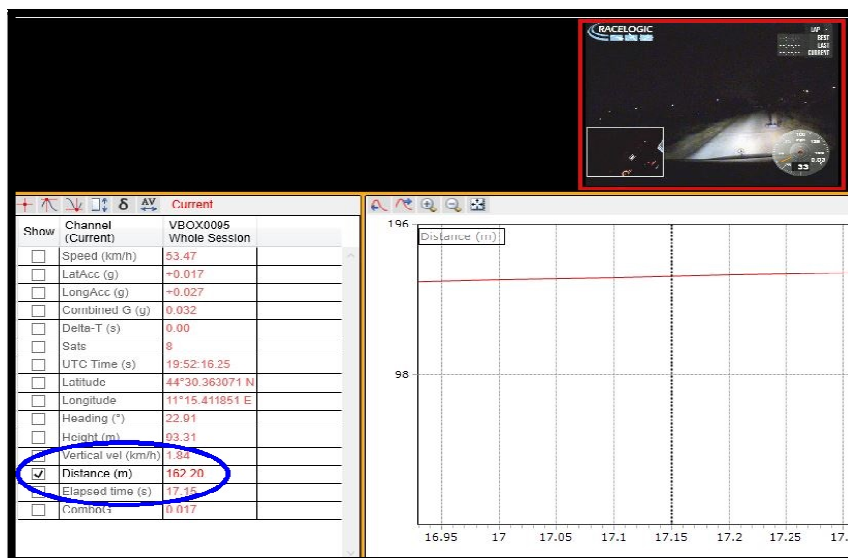 RACELOGIC
LAP
BEST
LAST
CURRENT
33
Current
Show Channel (Current) VBOX0095 Whole Session
Speed (km/h) 53.47
LatAcc (g) +0.017
LongAcc (g) +0.027
Combined G (g) 0.032
Delta-T (s) 0.00
Sats 8
UTC Time (s) 19:52:16.25
Latitude 44°30.363071 N
Longitude 11°15.411851 E
Heading (°) 22.91
Height (m) 93.31
Vertical vel (km/h) 1.84
Distance (m) 162.20
Elapsed time (s) 17.15
ComboG 0.017
196
Distance (m)
98
16.95 17 17.05 17.1 17.15 17.2 17.25 17.